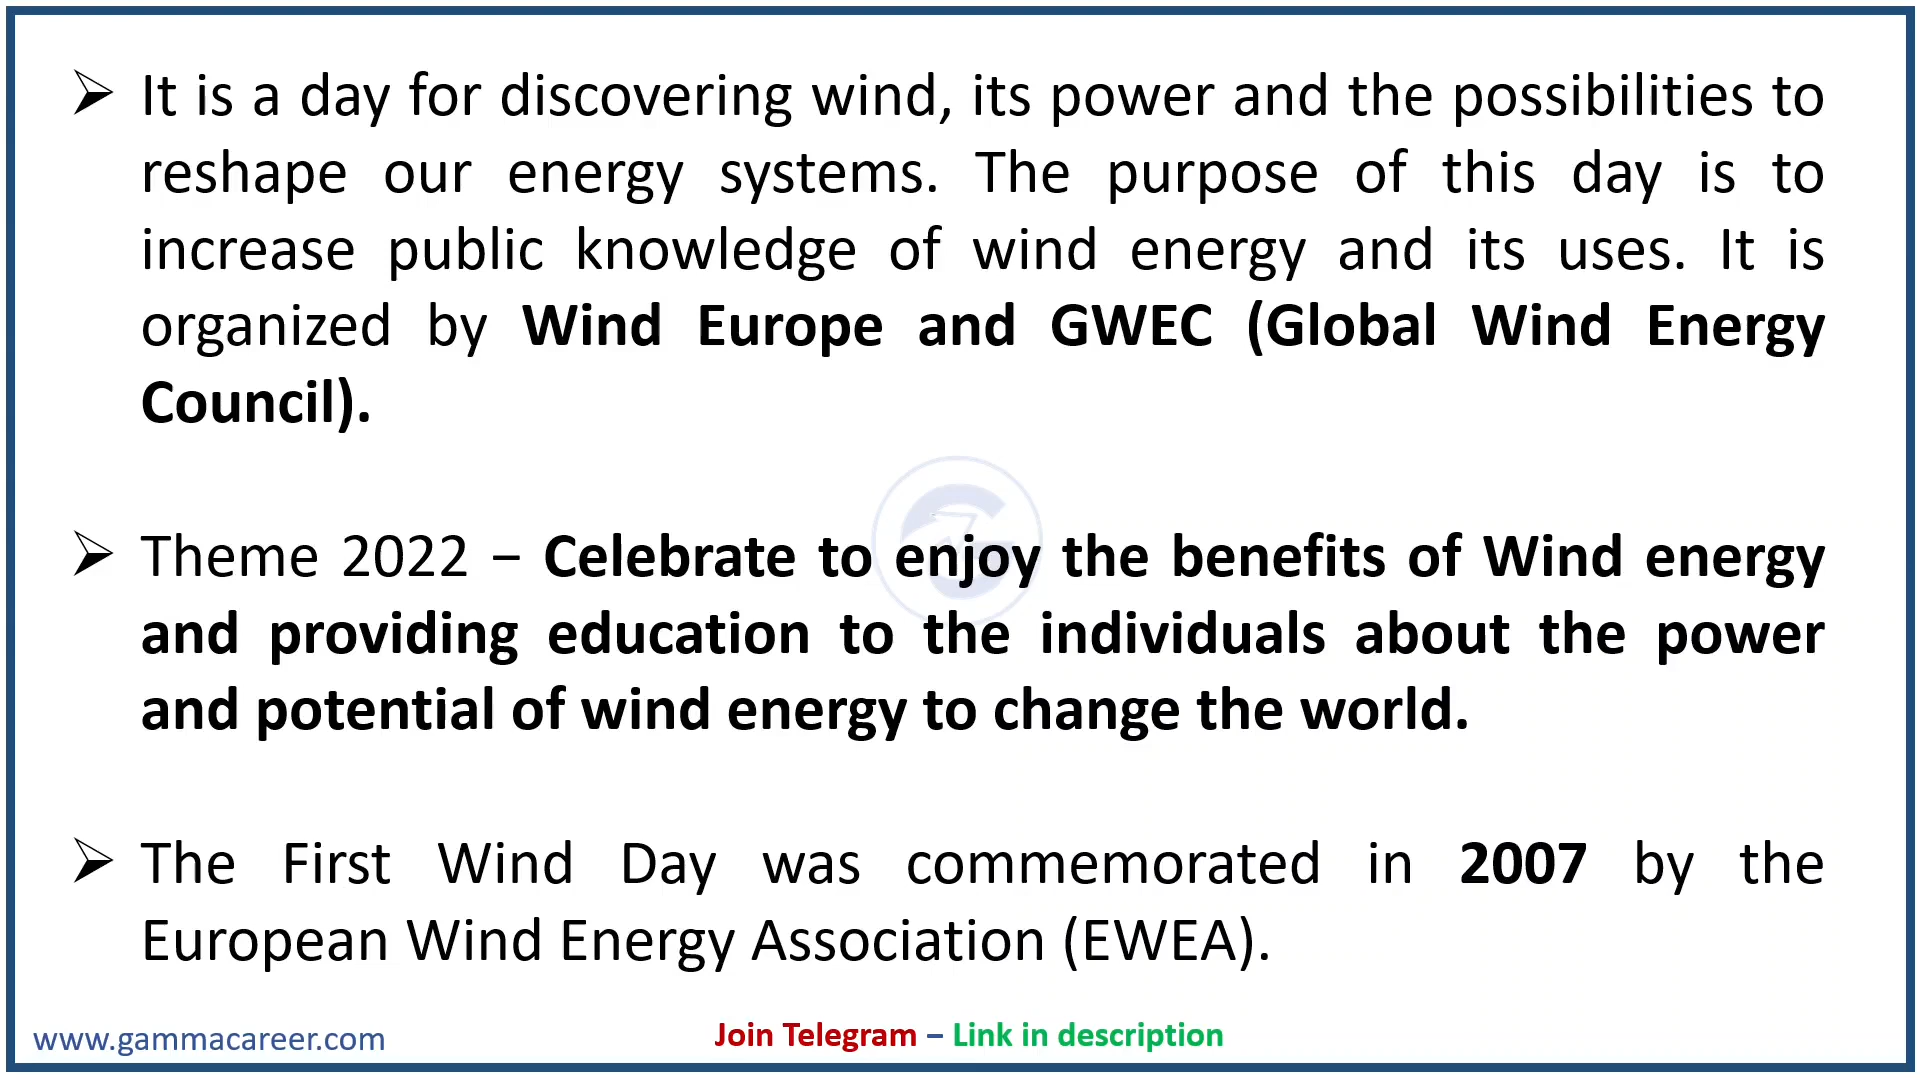 It is a day for discovering wind, its power and the possibilities to
reshape our energy systems. The purpose of this day is to
increase public knowledge of wind energy and its uses. It is
organized by Wind Europe and GWEC (Global Wind Energy
Council).
Theme 2022 – Celebrate to enjoy the benefits of Wind energy
and providing education to the individuals about the power
and potential of wind energy to change the world.
The First Wind Day was commemorated in 2007 by the
European Wind Energy Association (EWEA).
www.gammacareer.com
Join Telegram – Link in description